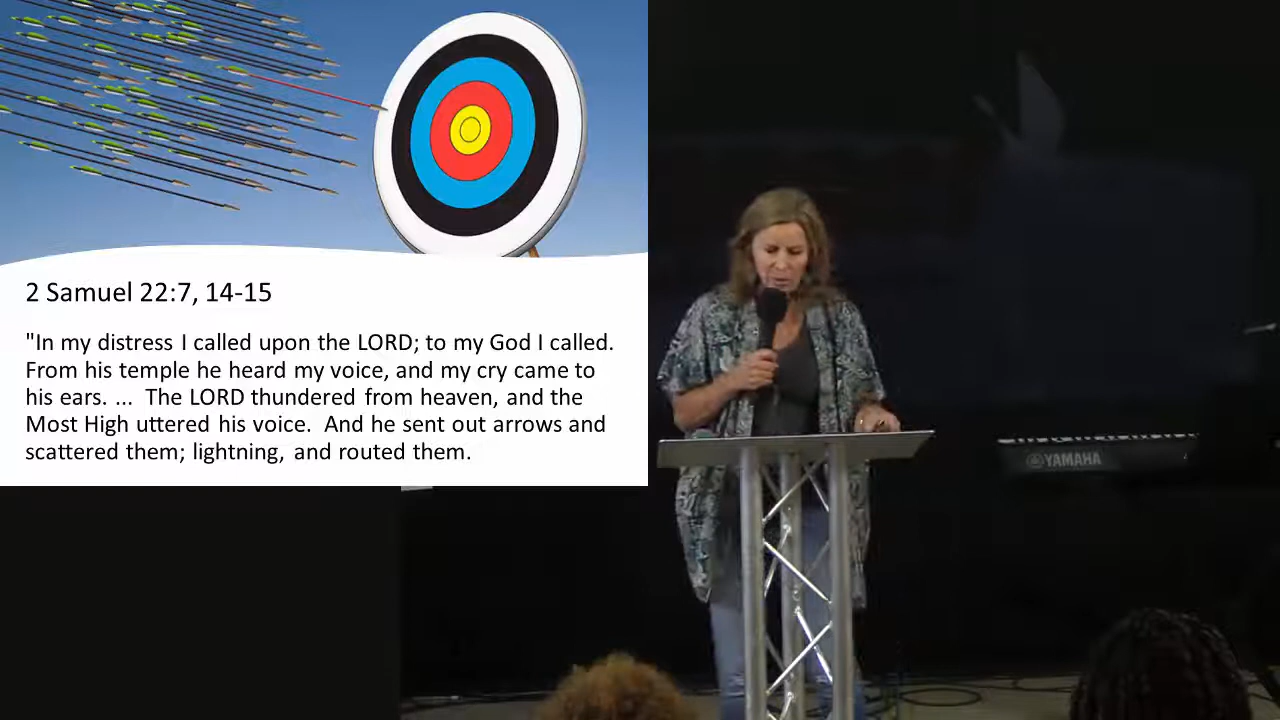 2 Samuel 22:7, 14-15
"In my distress I called upon the LORD; to my God I called.
From his temple he heard my voice, and my cry came to
his ears. ...  The LORD thundered from heaven, and the
Most High uttered his voice.  And he sent out arrows and
scattered them; lightning, and routed them.
YAMAHA